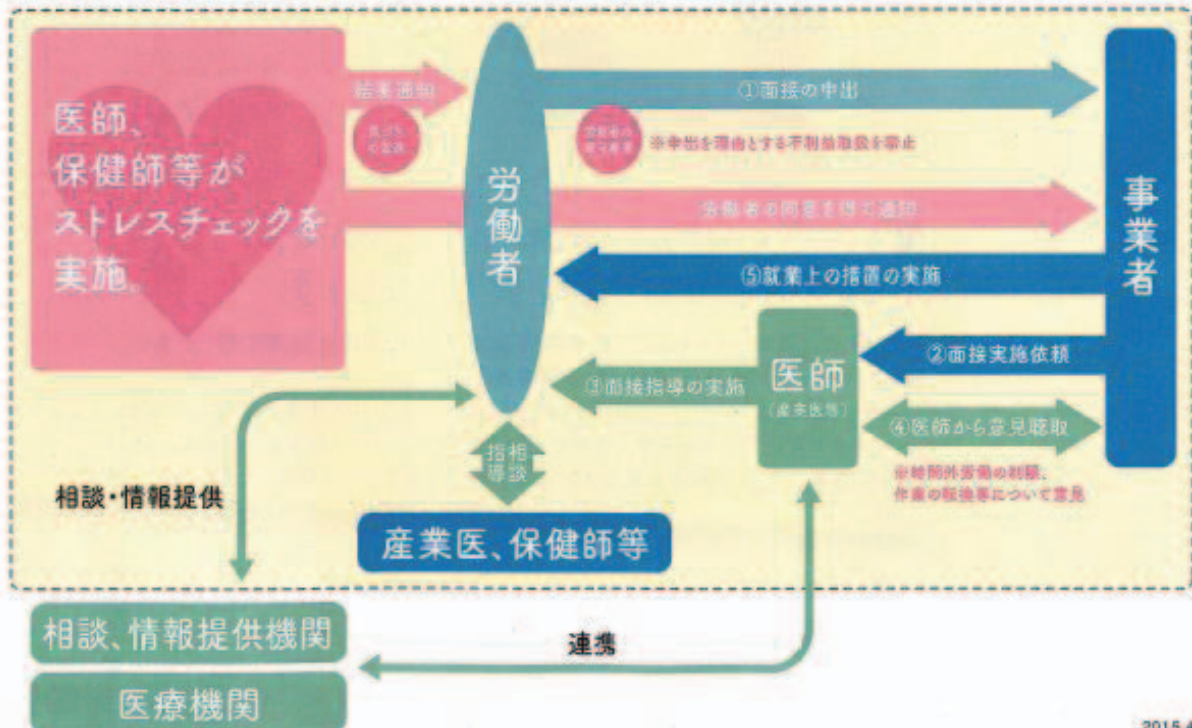 医師、
保健師等が
ストレスチェックを
実施。
結果通知
労働者
①面接の申出
※申出を理由とする不利益取扱を禁止
労働者の同意を得て通知
⑤就業上の措置の実施
事業者
②面接実施依頼
医師
(産業医等)
③面接指導の実施
④医師から意見聴取
※時間外労働の制限、
作業の転換等について意見
相談
指導
産業医、保健師等
相談・情報提供
相談、情報提供機関
医療機関
連携